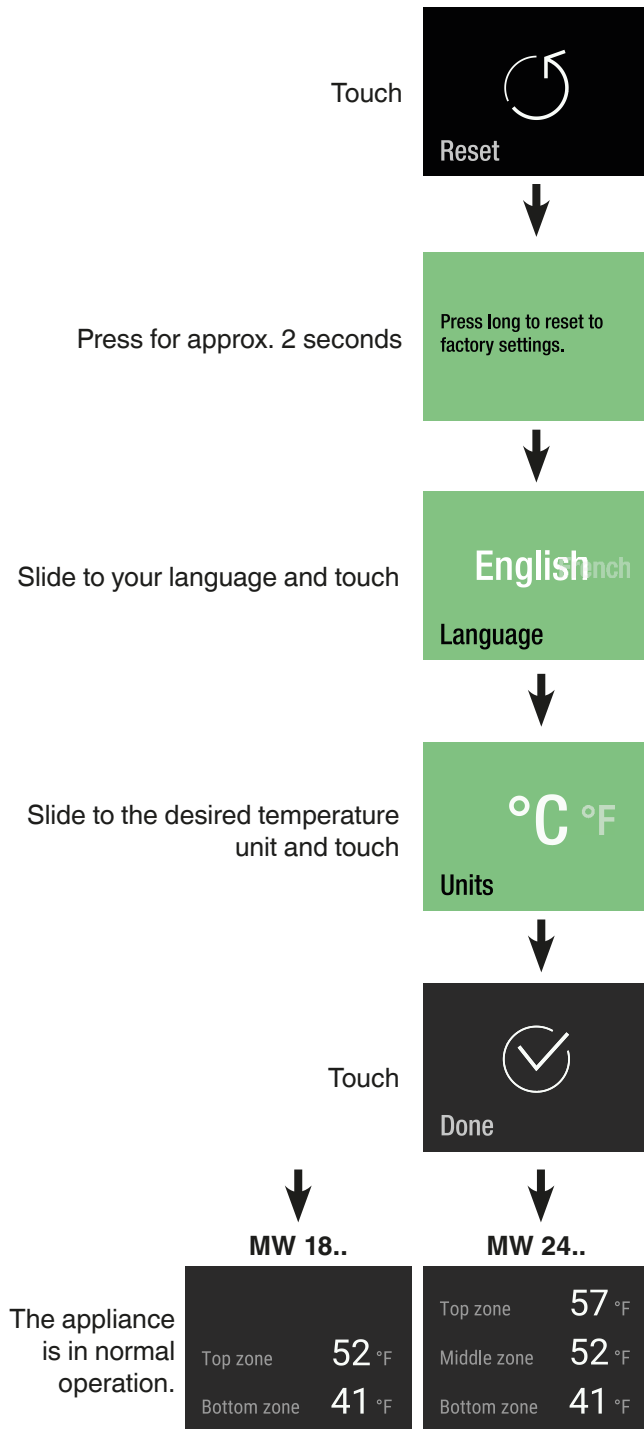 Touch
Reset
Press for approx. 2 seconds
Press long to reset to
factory settings.
Slide to your language and touch
English French
Language
Slide to the desired temperature
unit and touch
°C °F
Units
Touch
Done
MW 18..
MW 24..
The appliance
is in normal
operation.
Top zone 52 °F
Bottom zone 41 °F
Top zone 57 °F
Middle zone 52 °F
Bottom zone 41 °F